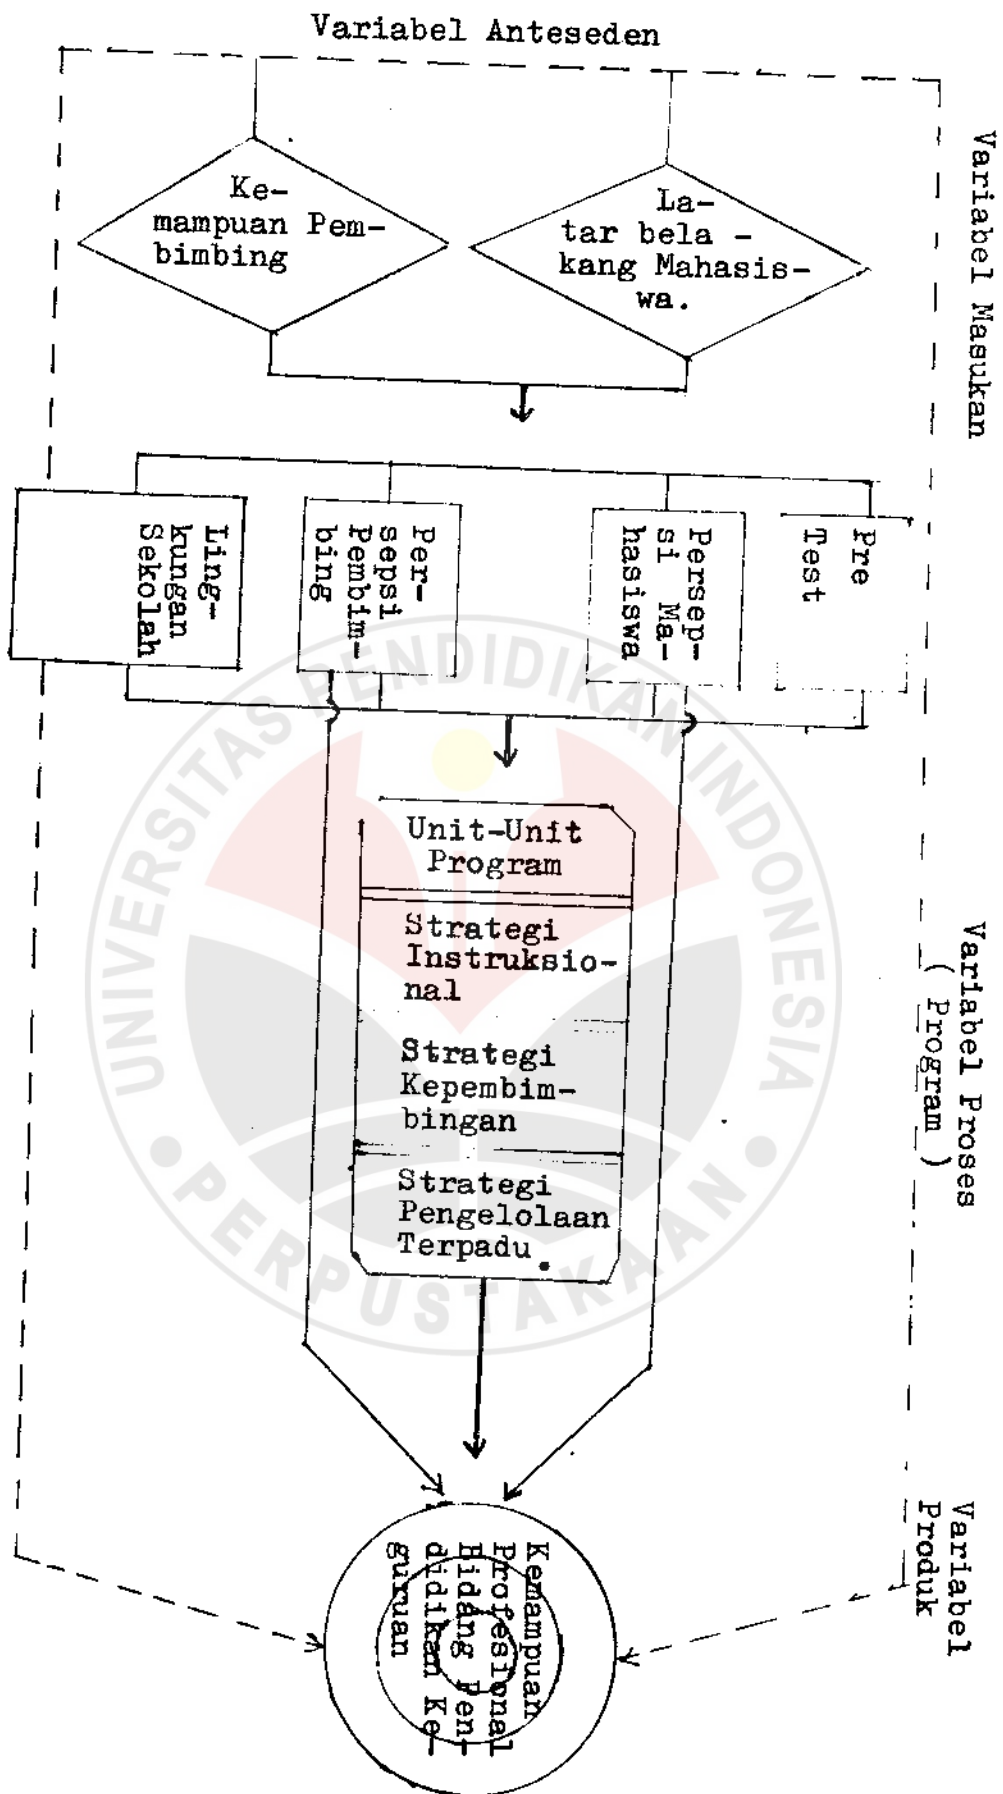 Variabel Anteseden
Variabel Masukan
Ke-
mampuan Pem-
bimbing
La-
tar bela -
kang Mahasis-
wa.
Ling-
kungan
Sekolah
Per-
sepsi
Pembim-
bing
Persep-
si Ma-
hasiswa
Pre
Test
Unit-Unit
Program
Strategi
Instruksio-
nal
Strategi
Kepembim-
bingan
Strategi
Pengelolaan
Terpadu
Variabel Proses
( Program )
Variabel
Produk
Kemampuan
Profesional
Bidang Pen-
didikan Ke-
guruan
UNIVERSITAS PENDIDIKAN INDONESIA
PERPUSTAKAAN